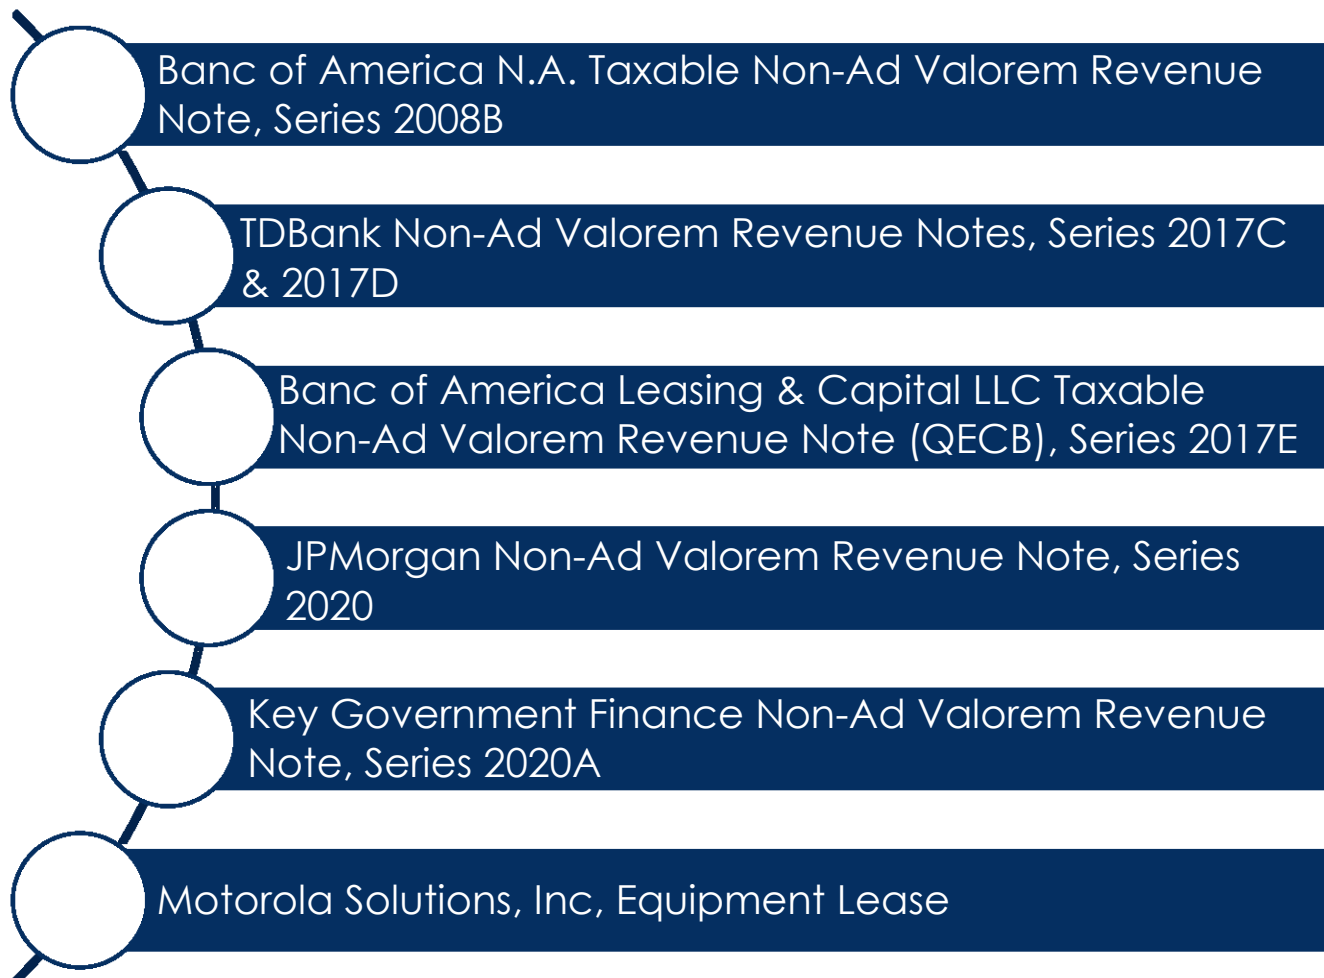 Banc of America N.A. Taxable Non-Ad Valorem Revenue
Note, Series 2008B
TDBank Non-Ad Valorem Revenue Notes, Series 2017C
& 2017D
Banc of America Leasing & Capital LLC Taxable
Non-Ad Valorem Revenue Note (QECB), Series 2017E
JPMorgan Non-Ad Valorem Revenue Note, Series
2020
Key Government Finance Non-Ad Valorem Revenue
Note, Series 2020A
Motorola Solutions, Inc, Equipment Lease